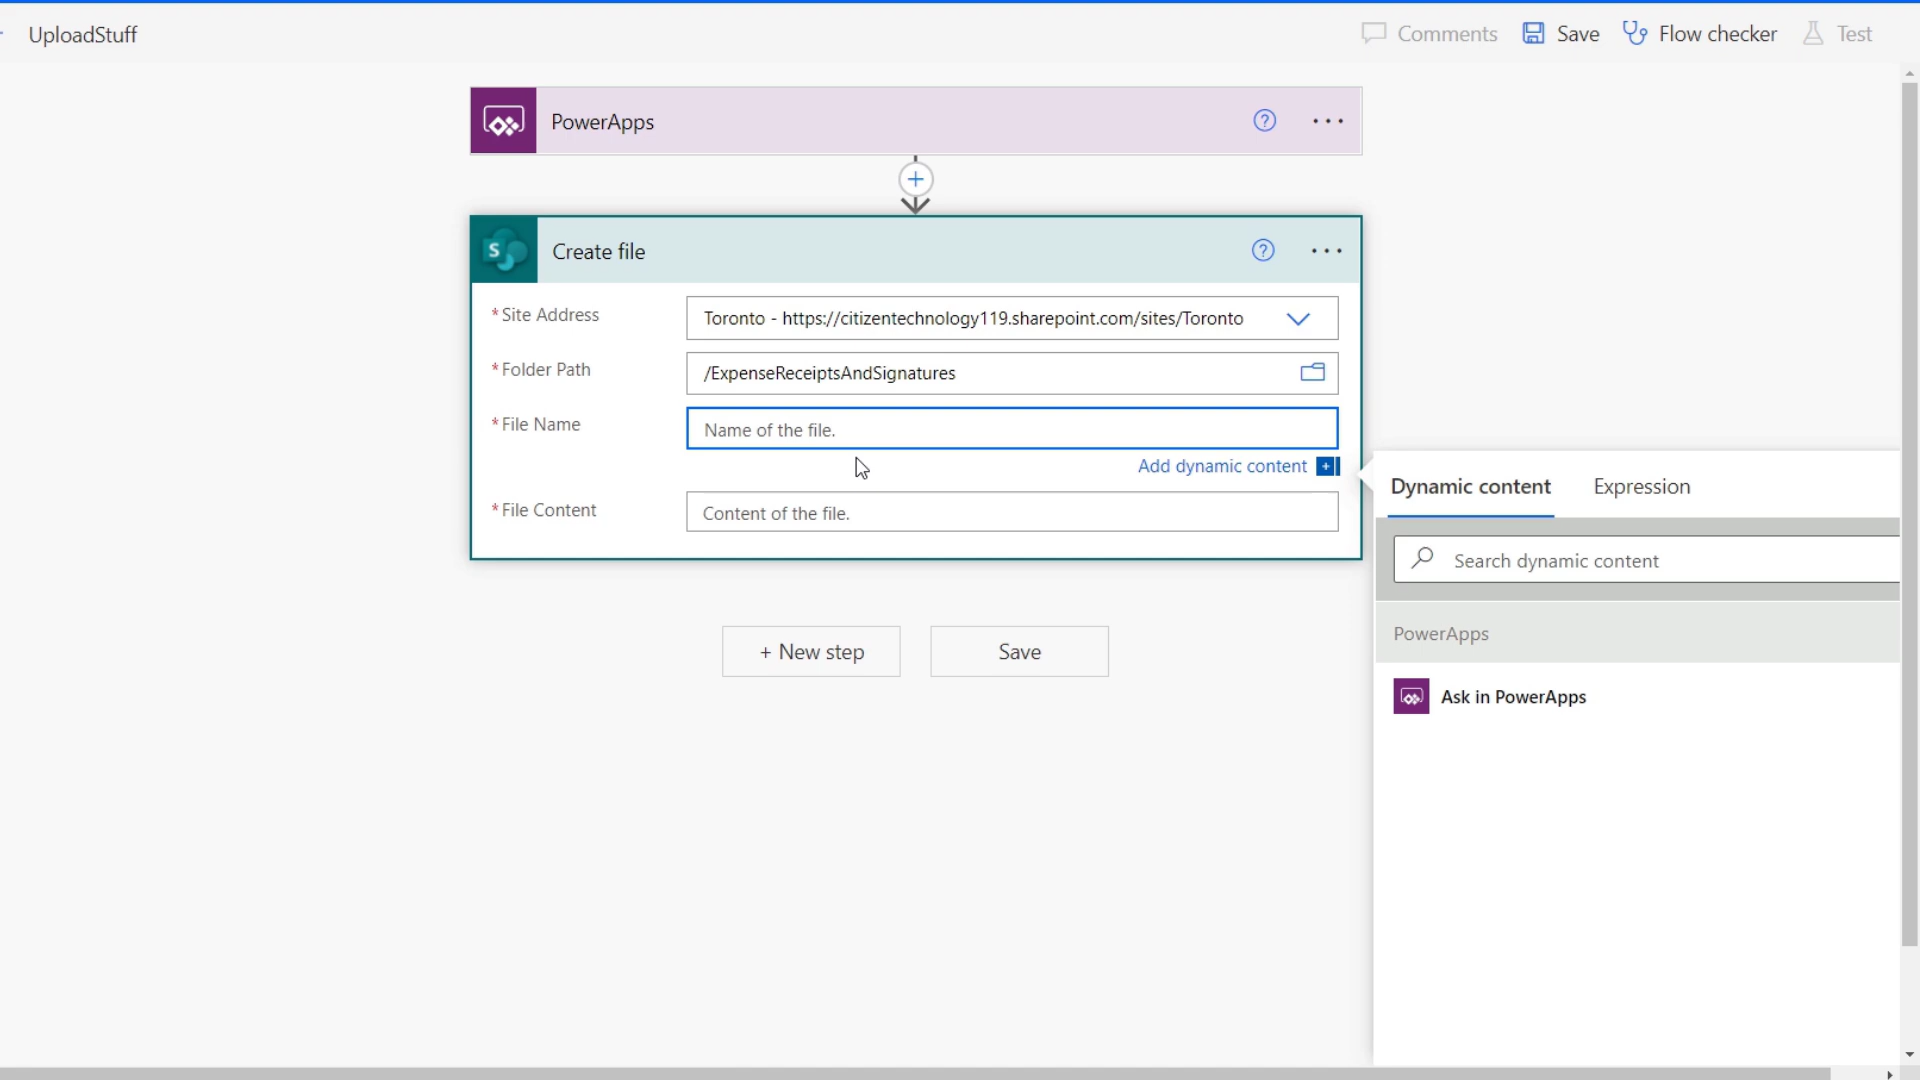 UploadStuff
Comments
Save
Flow checker
Test
PowerApps
Create file
S
* Site Address
Toronto - https://citizentechnology119.sharepoint.com/sites/Toronto
* Folder Path
/ExpenseReceiptsAndSignatures
* File Name
Name of the file.
Add dynamic content
* File Content
Content of the file.
+ New step
Save
Dynamic content
Expression
Search dynamic content
PowerApps
Ask in PowerApps